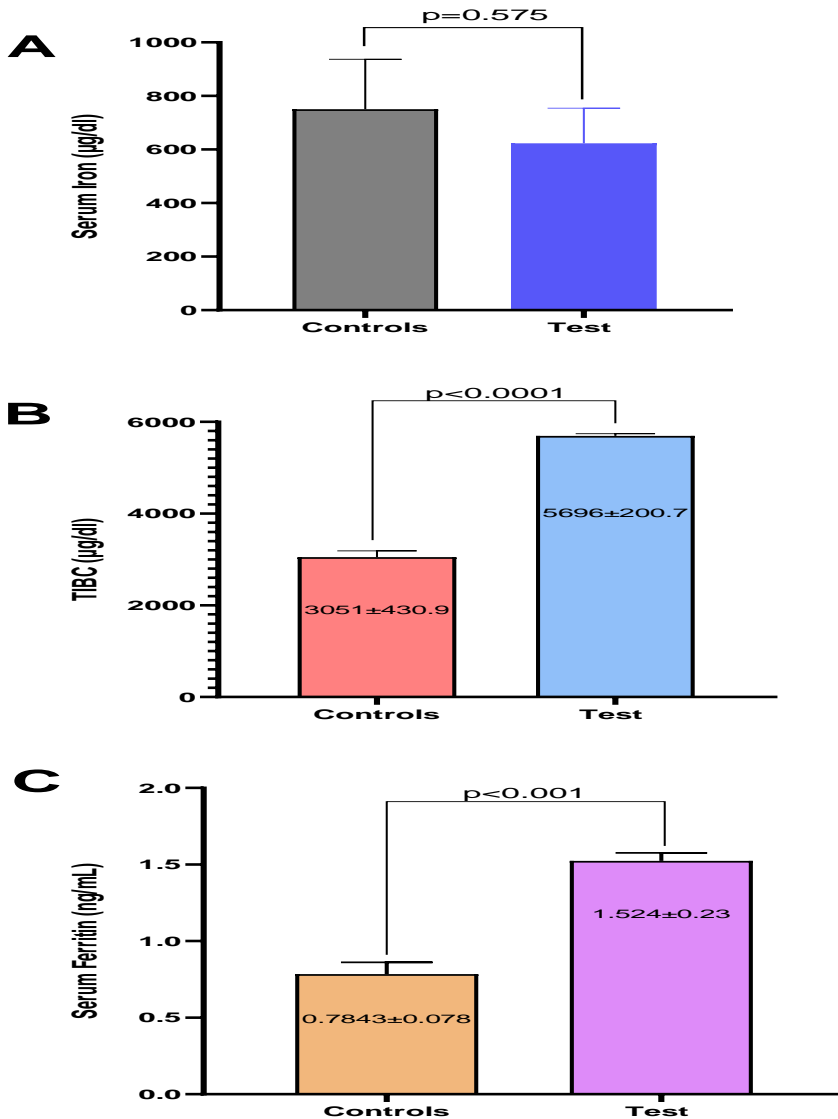 A
p=0.575
Serum Iron (µg/dl)
1000
800
600
400
200
0
Controls
Test
B
p<0.0001
TIBC (µg/dl)
6000
4000
2000
0
5696±200.7
3051±430.9
Controls
Test
C
p<0.001
Serum Ferritin (ng/mL)
2.0
1.5
1.0
0.5
0.0
1.524±0.23
0.7843±0.078
Controls
Test